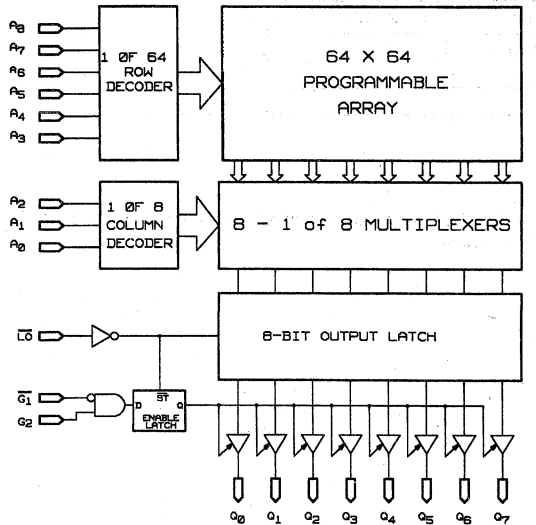 A8
A7
A6
A5
A4
A3
1 OF 64
ROW
DECODER
64 X 64
PROGRAMMABLE
ARRAY
A2
A1
A0
1 OF 8
COLUMN
DECODER
8 - 1 of 8 MULTIPLEXERS
LO
8-BIT OUTPUT LATCH
G1
G2
D
ST
Q
ENABLE
LATCH
Q0 Q1 Q2 Q3 Q4 Q5 Q6 Q7